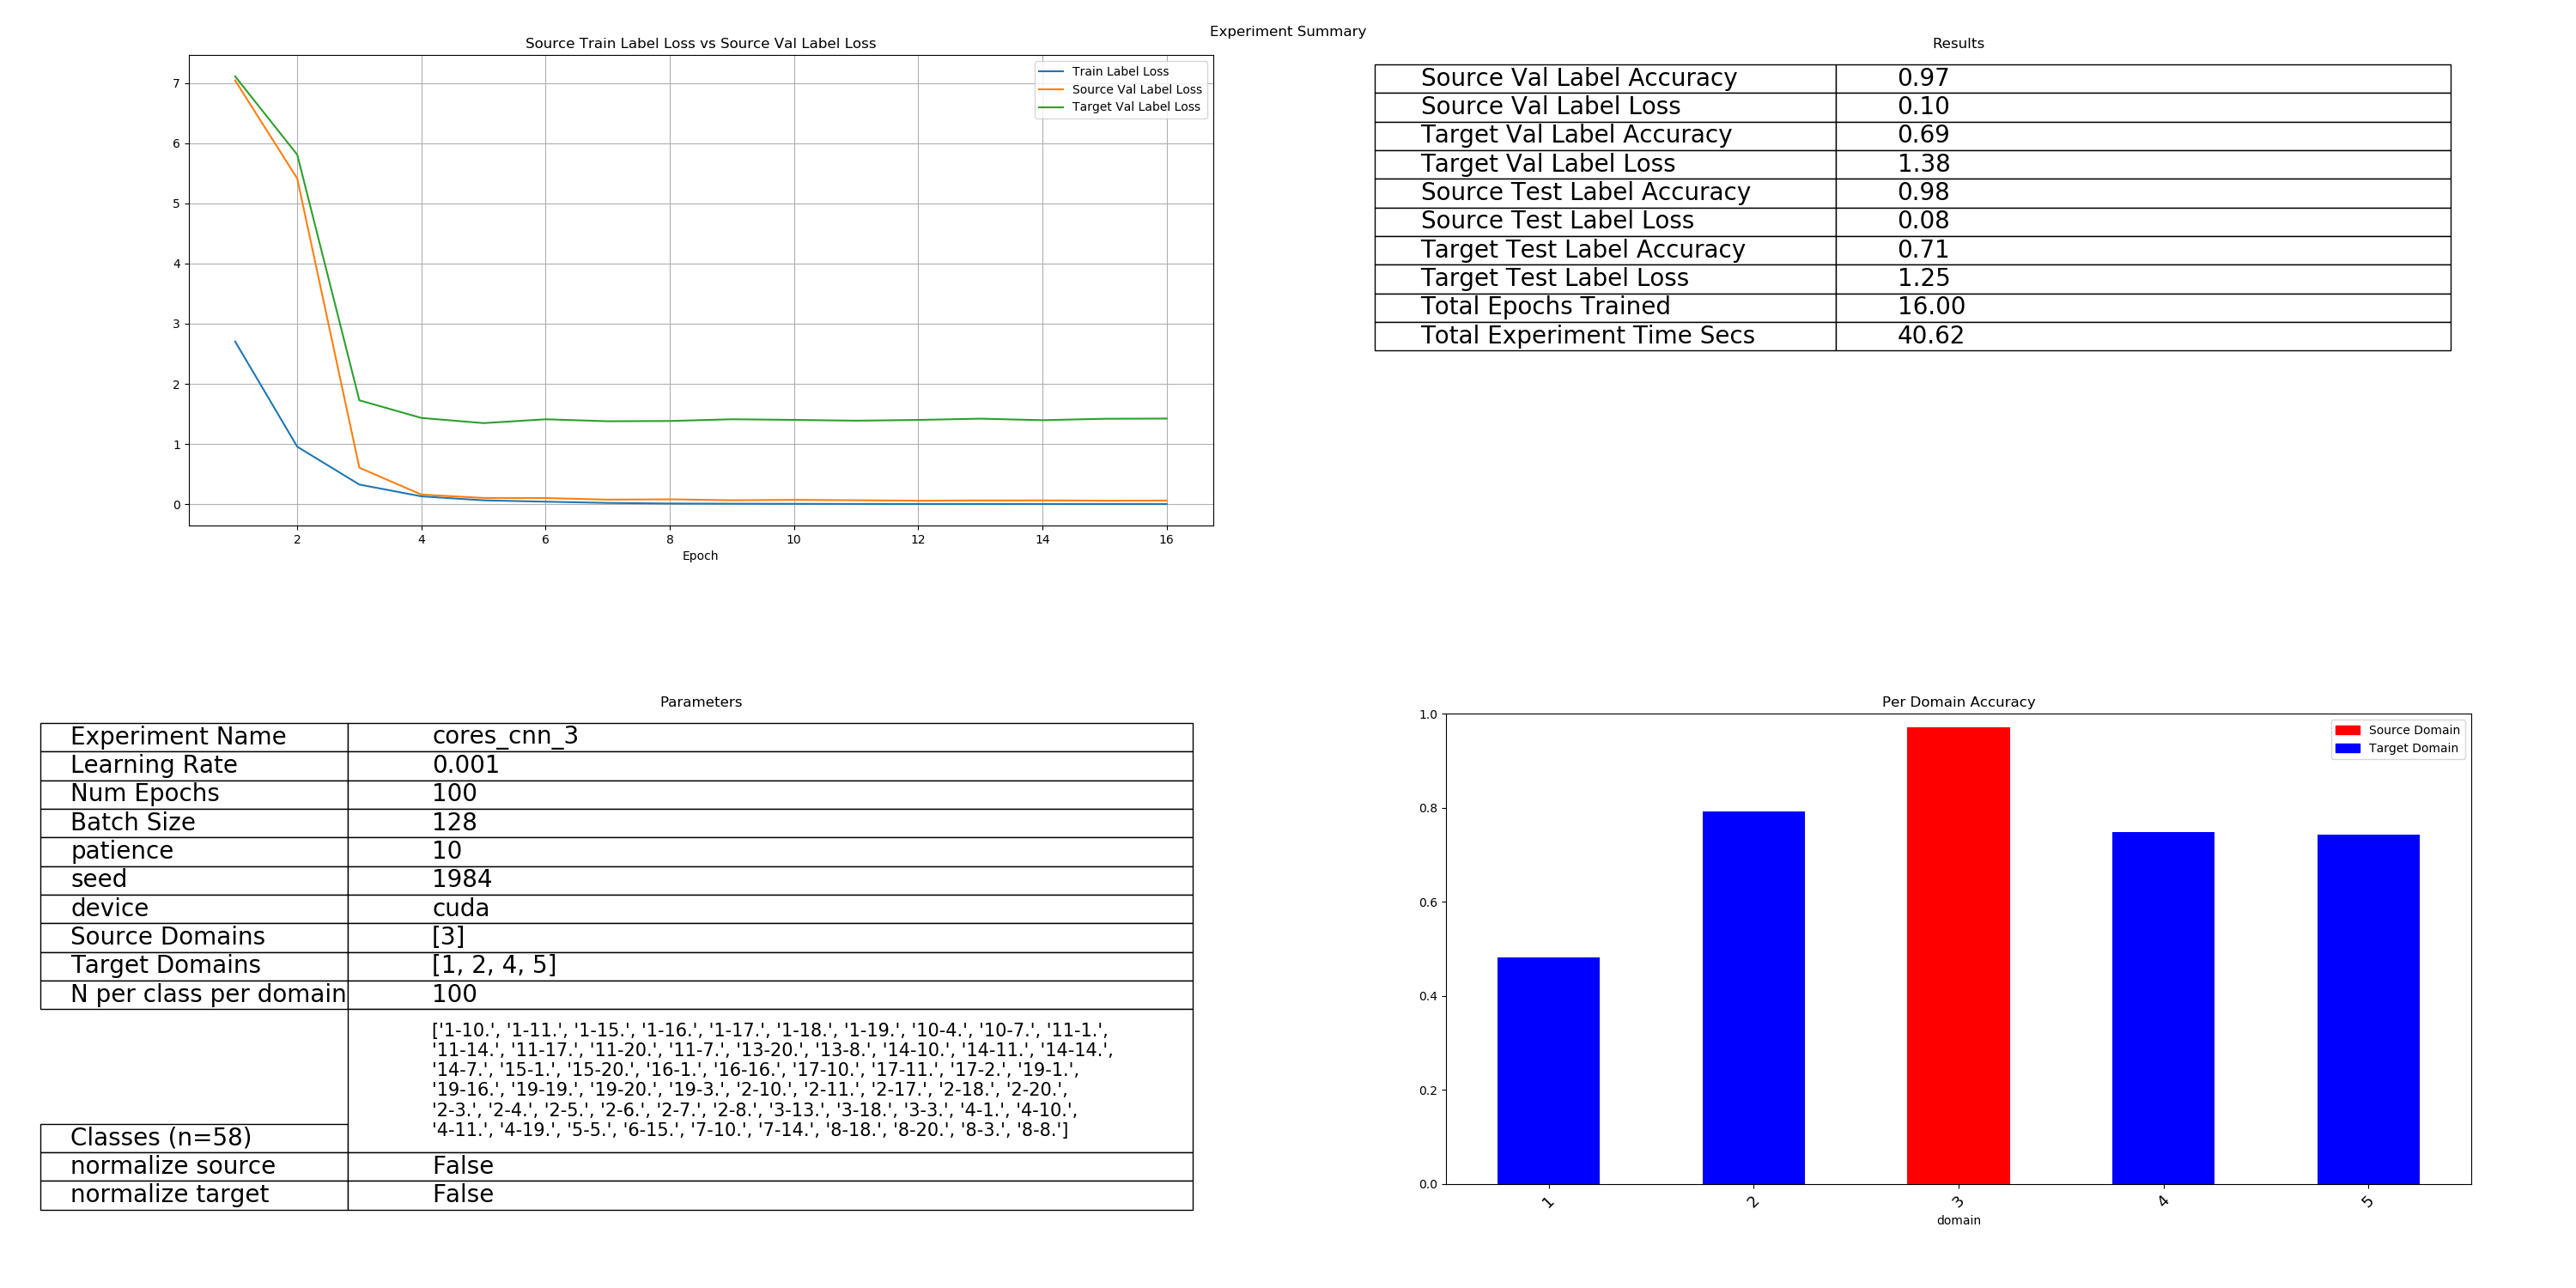 Experiment Summary
Source Train Label Loss vs Source Val Label Loss
Train Label Loss
Source Val Label Loss
Target Val Label Loss
7
6
5
4
3
2
1
0
2 4 6 8 10 12 14 16
Epoch
Results
Source Val Label Accuracy 0.97
Source Val Label Loss 0.10
Target Val Label Accuracy 0.69
Target Val Label Loss 1.38
Source Test Label Accuracy 0.98
Source Test Label Loss 0.08
Target Test Label Accuracy 0.71
Target Test Label Loss 1.25
Total Epochs Trained 16.00
Total Experiment Time Secs 40.62
Parameters
Experiment Name cores_cnn_3
Learning Rate 0.001
Num Epochs 100
Batch Size 128
patience 10
seed 1984
device cuda
Source Domains [3]
Target Domains [1, 2, 4, 5]
N per class per domain 100
['1-10.', '1-11.', '1-15.', '1-16.', '1-17.', '1-18.', '1-19.', '10-4.', '10-7.', '11-1.',
'11-14.', '11-17.', '11-20.', '11-7.', '13-20.', '13-8.', '14-10.', '14-11.', '14-14.',
'14-7.', '15-1.', '15-20.', '16-1.', '16-16.', '17-10.', '17-11.', '17-2.', '19-1.',
'19-16.', '19-19.', '19-20.', '19-3.', '2-10.', '2-11.', '2-17.', '2-18.', '2-20.',
'2-3.', '2-4.', '2-5.', '2-6.', '2-7.', '2-8.', '3-13.', '3-18.', '3-3.', '4-1.', '4-10.',
'4-11.', '4-19.', '5-5.', '6-15.', '7-10.', '7-14.', '8-18.', '8-20.', '8-3.', '8-8.']
Classes (n=58)
normalize source False
normalize target False
Per Domain Accuracy
Source Domain
Target Domain
1.0
0.8
0.6
0.4
0.2
0.0
1 2 3 4 5
domain